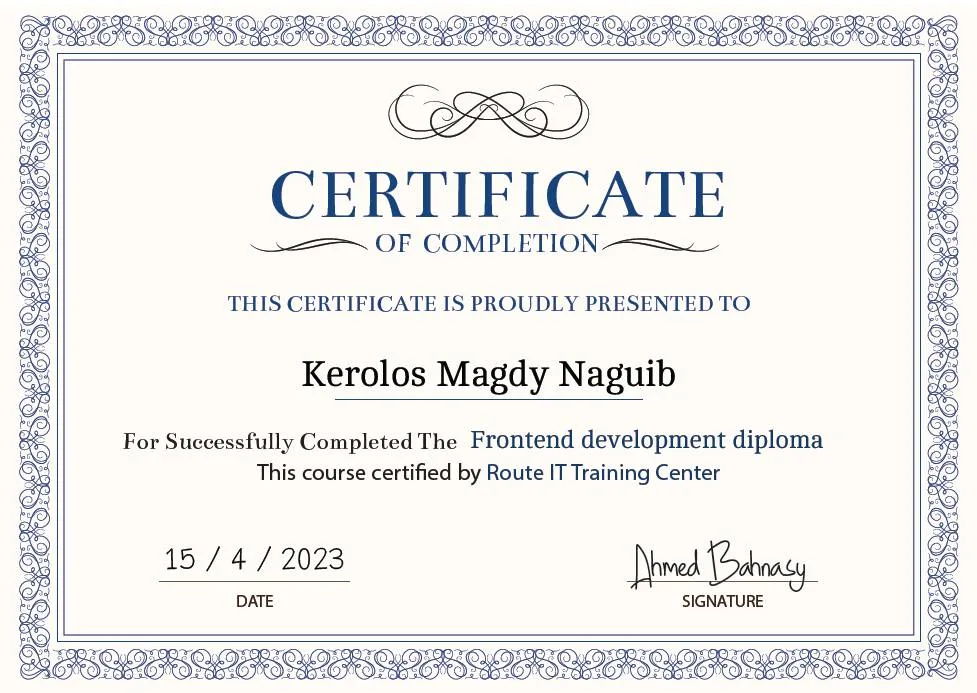 CERTIFICATE
OF COMPLETION
THIS CERTIFICATE IS PROUDLY PRESENTED TO
Kerolos Magdy Naguib
For Successfully Completed The Frontend development diploma
This course certified by Route IT Training Center
15 / 4 / 2023
Ahmed Bahnasy
DATE
SIGNATURE